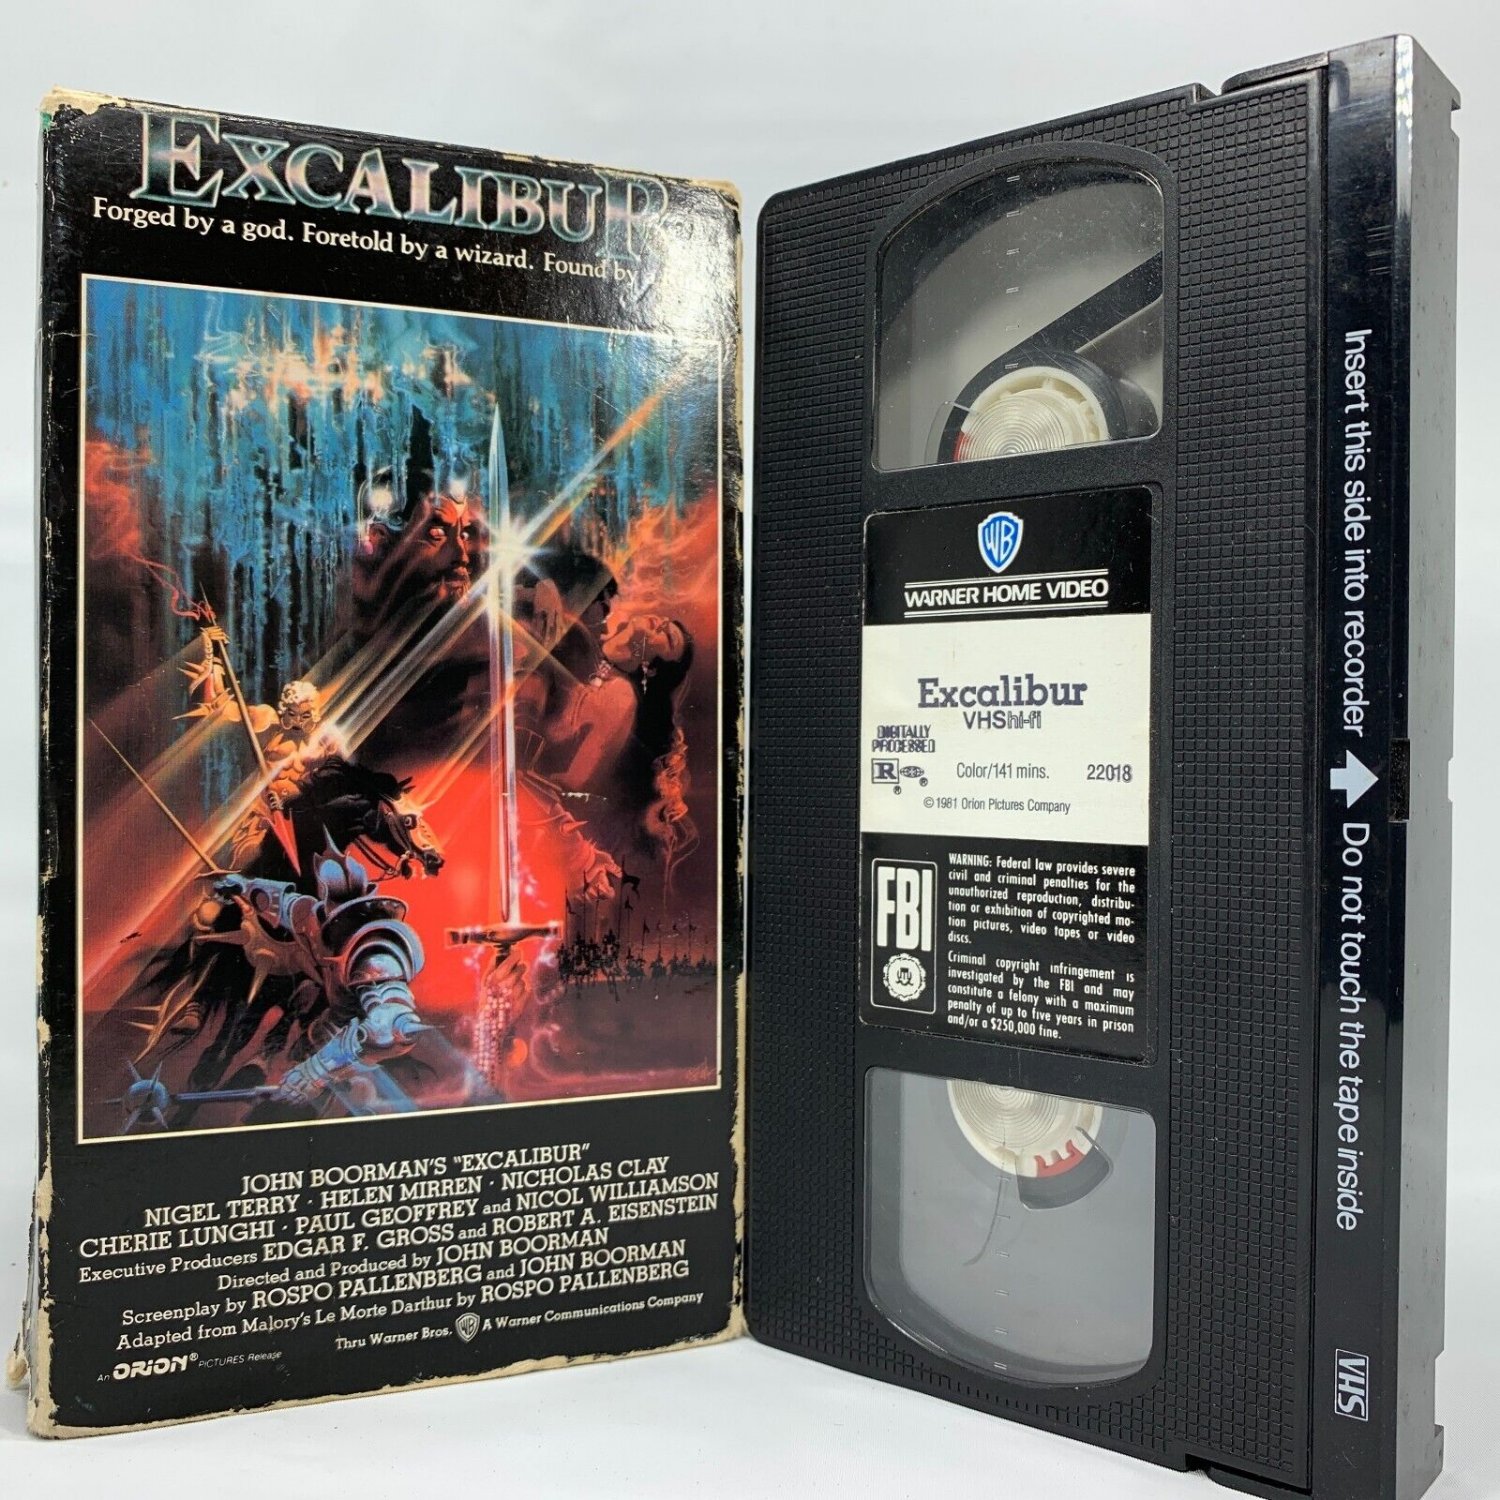 EXCALIBUR
Forged by a god. Foretold by a wizard. Found by
JOHN BOORMAN'S "EXCALIBUR"
NIGEL TERRY · HELEN MIRREN · NICHOLAS CLAY
CHERIE LUNGHI · PAUL GEOFFREY and NICOL WILLIAMSON
Executive Producers EDGAR F. GROSS and ROBERT A. EISENSTEIN
Directed and Produced by JOHN BOORMAN
Screenplay by ROSPO PALLENBERG and JOHN BOORMAN
Adapted from Malory's Le Morte Darthur by ROSPO PALLENBERG
Thru Warner Bros. WB A Warner Communications Company
An ORION® PICTURES Release
WB
WARNER HOME VIDEO
Excalibur
VHS hi-fi
DIGITALLY
PROCESSED
R ® ®
Color/141 mins. 22018
© 1981 Orion Pictures Company
FBI
WARNING: Federal law provides severe
civil and criminal penalties for the
unauthorized reproduction, distribu-
tion or exhibition of copyrighted mo-
tion pictures, video tapes or video
discs.
Criminal copyright infringement is
investigated by the FBI and may
constitute a felony with a maximum
penalty of up to five years in prison
and/or a $250,000 fine.
Insert this side into recorder Do not touch the tape inside
VHS